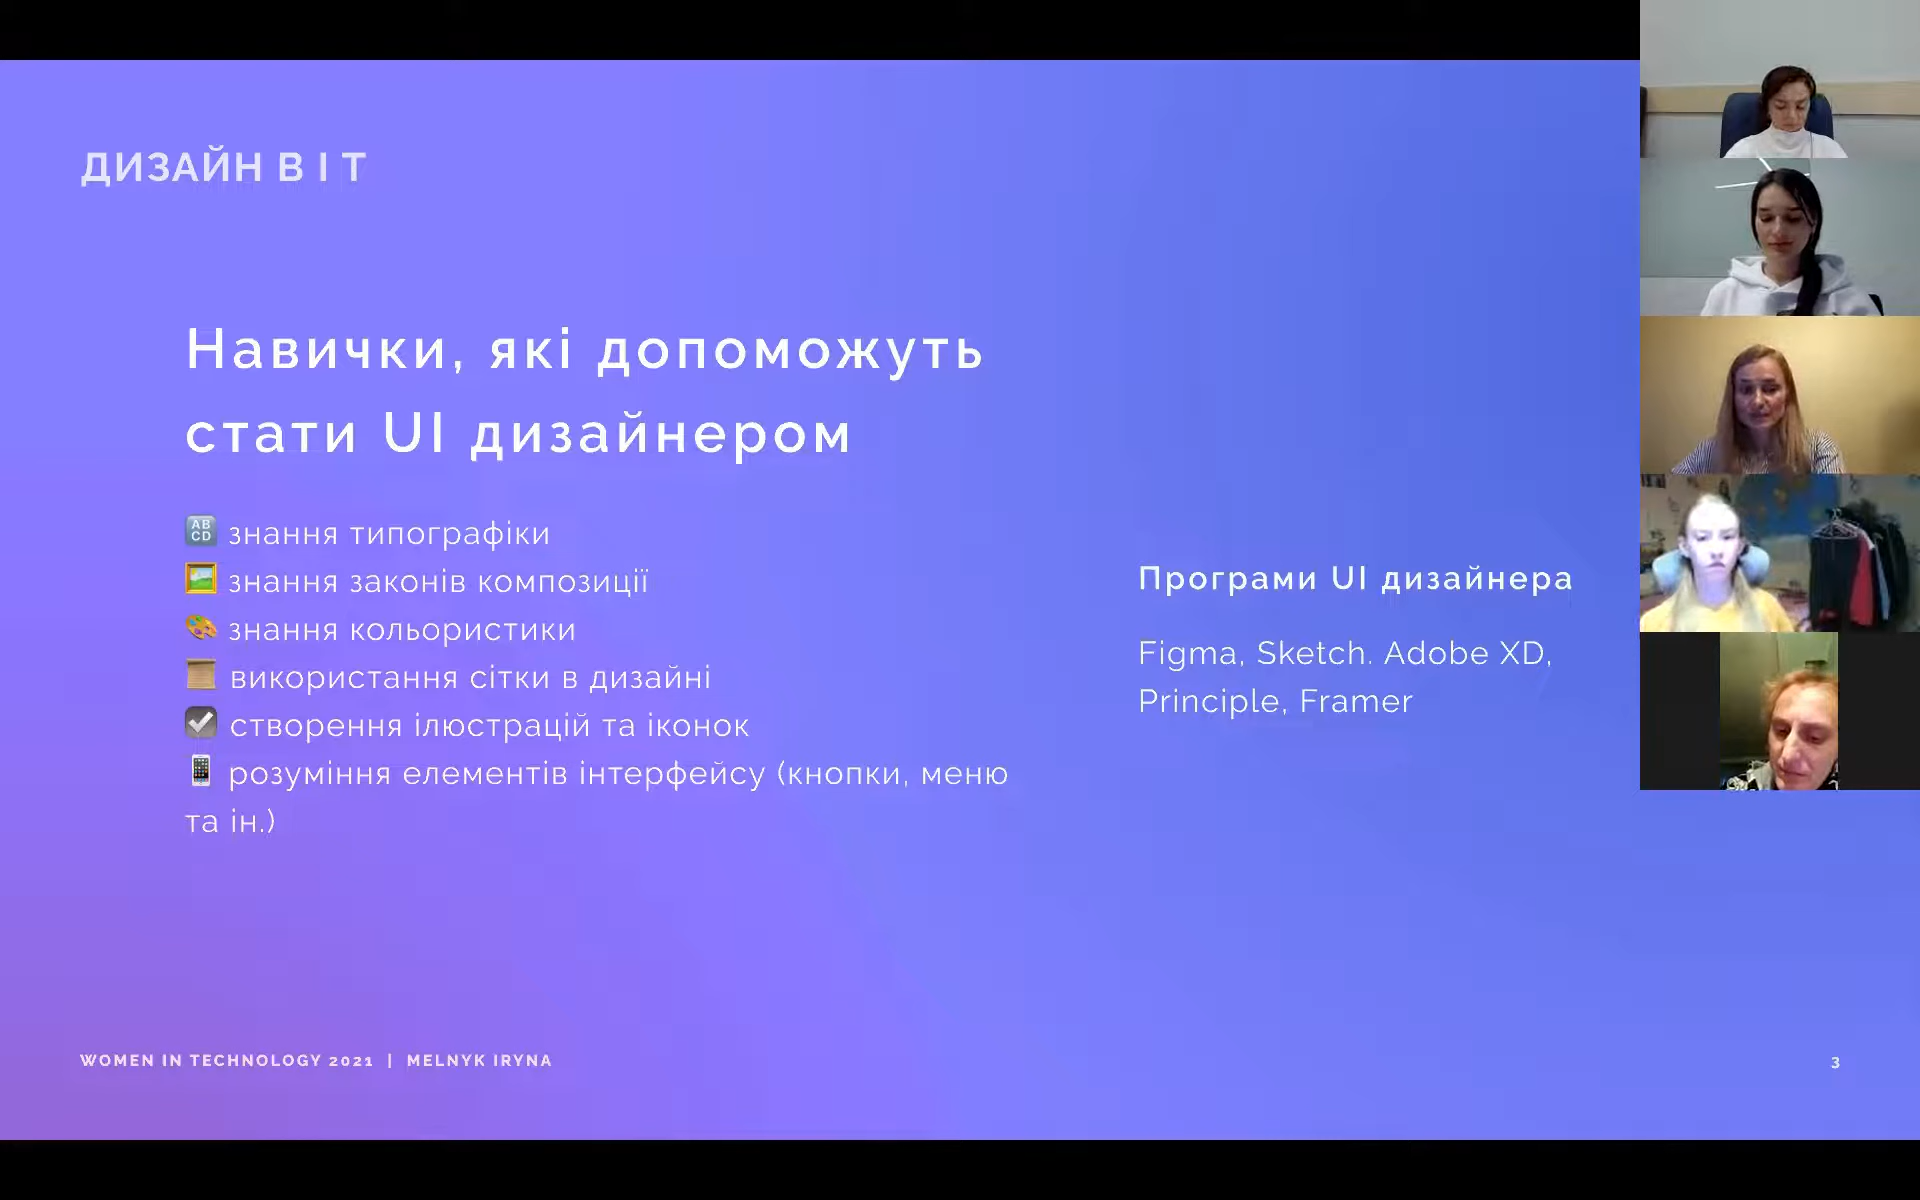 ДИЗАЙН В І Т
Навички, які допоможуть
стати UI дизайнером
знання типографіки
знання законів композиції
знання кольористики
використання сітки в дизайні
створення ілюстрацій та іконок
розуміння елементів інтерфейсу (кнопки, меню
та ін.)
Програми UI дизайнера
Figma, Sketch. Adobe XD,
Principle, Framer
WOMEN IN TECHNOLOGY 2021 | MELNYK IRYNA
3